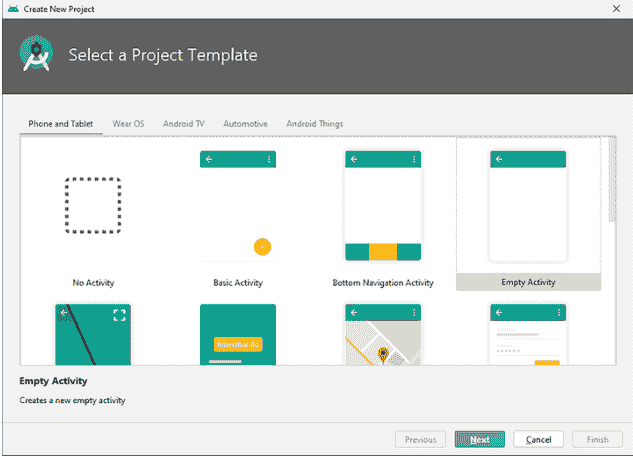 Create New Project
Select a Project Template
Phone and Tablet Wear OS Android TV Automotive Android Things
No Activity Basic Activity Bottom Navigation Activity Empty Activity
Interstitial Ad
Empty Activity
Creates a new empty activity
Previous Next Cancel Finish